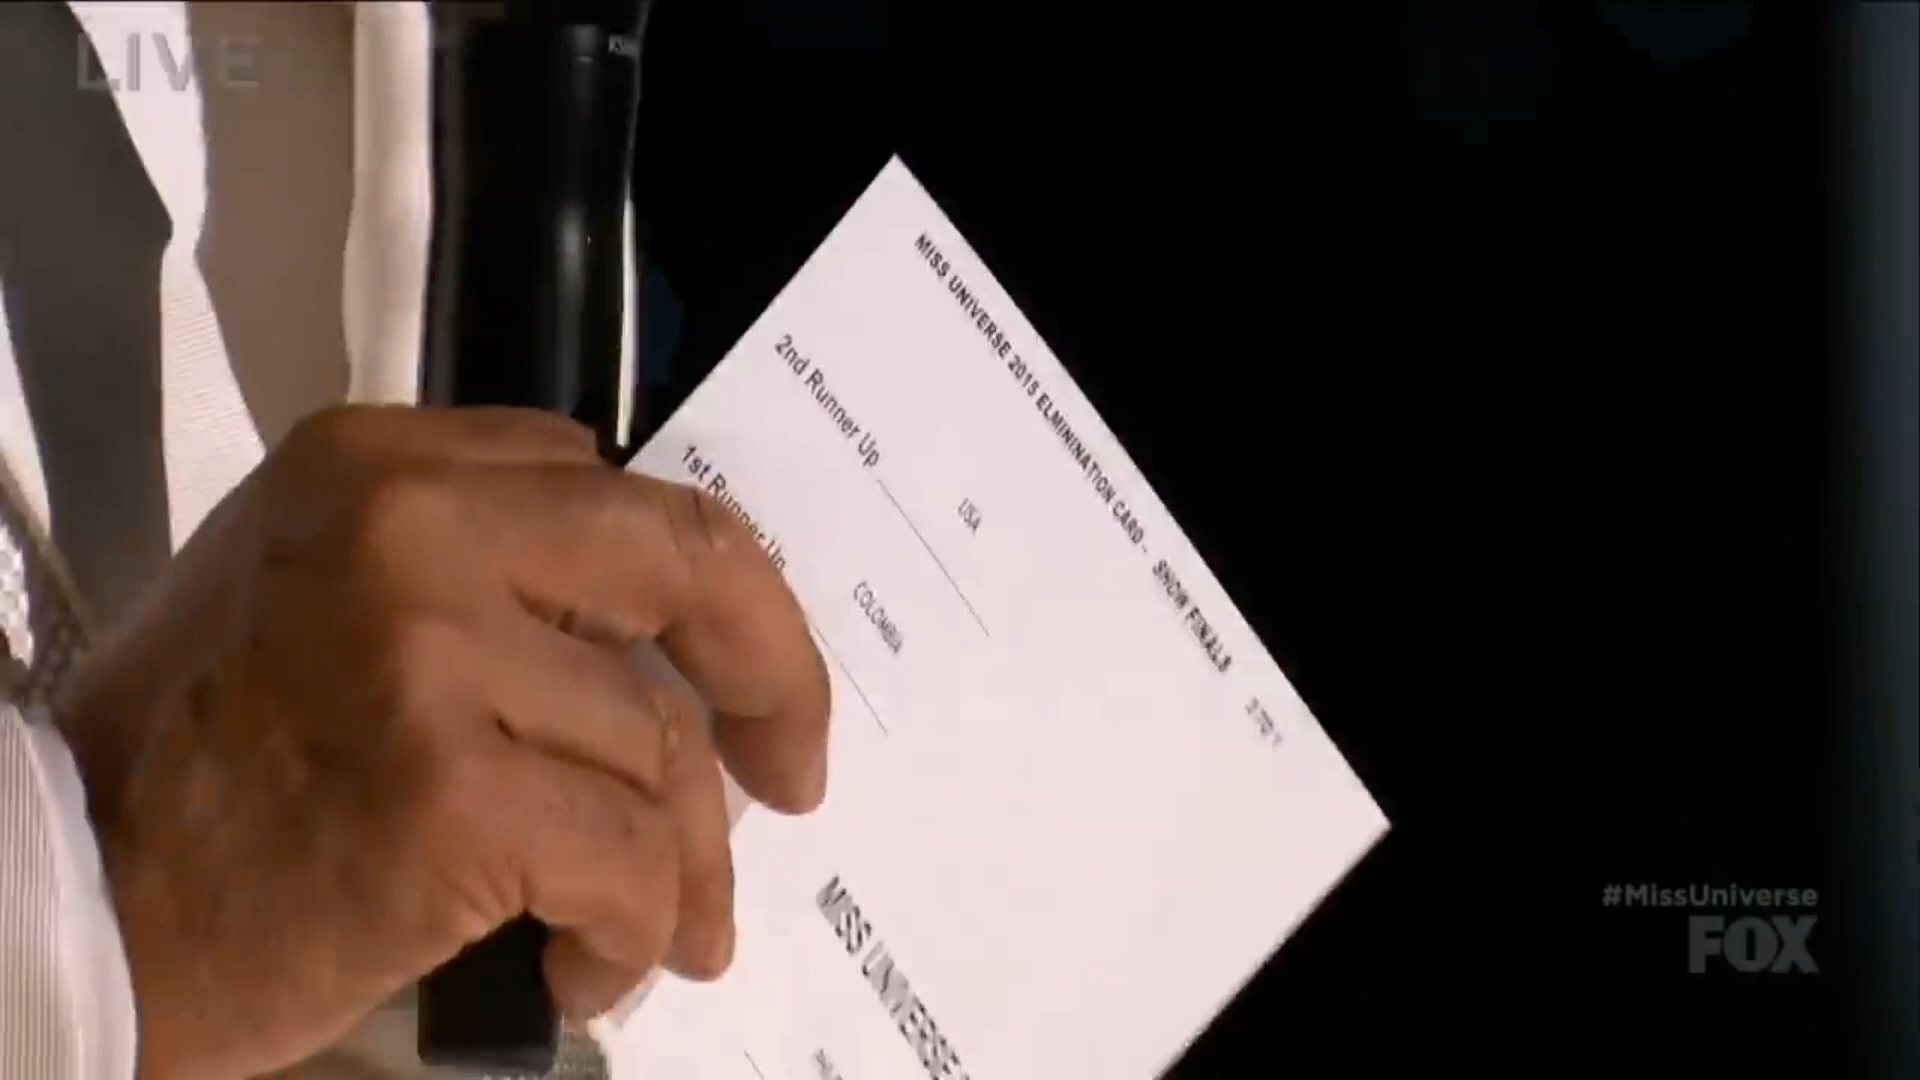 LIVE
MISS UNIVERSE 2015 ELMININATION CARD - SHOW FINALS
2nd Runner Up USA
1st Runner Up COLOMBIA
MISS UNIVERSE
#MissUniverse
FOX